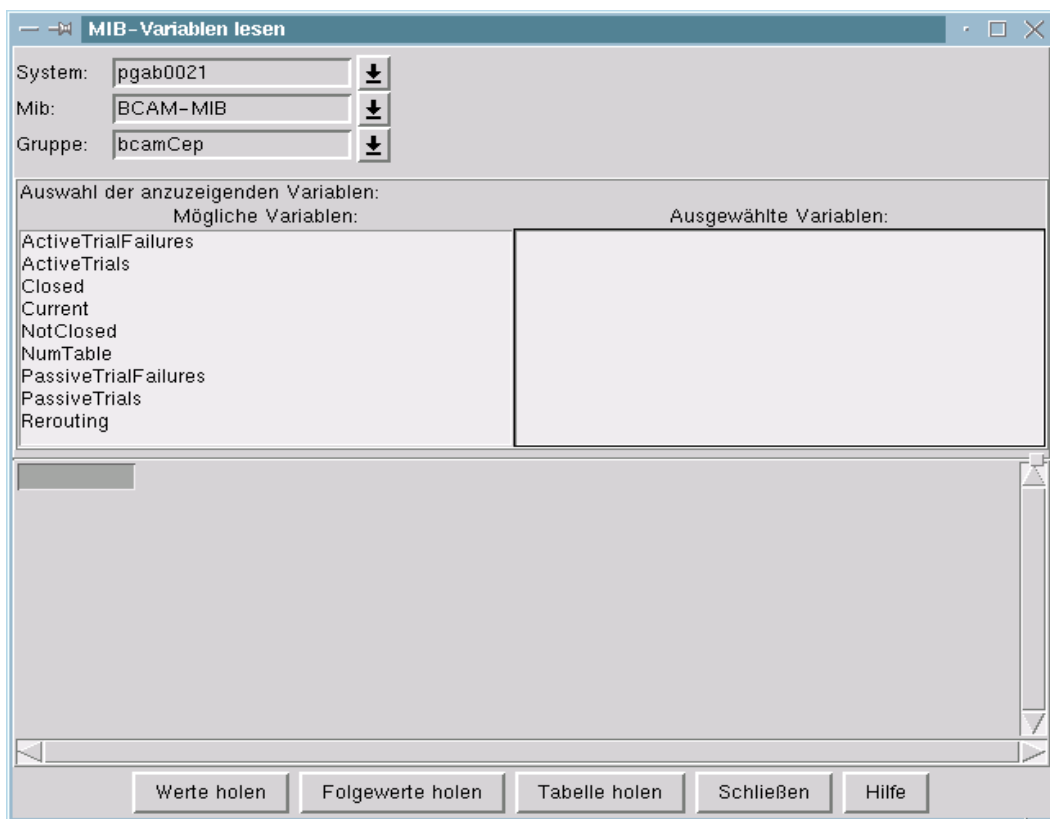 MIB-Variablen lesen
System: pgab0021
Mib: BCAM-MIB
Gruppe: bcamCep
Auswahl der anzuzeigenden Variablen:
Mögliche Variablen: Ausgewählte Variablen:
ActiveTrialFailures
ActiveTrials
Closed
Current
NotClosed
NumTable
PassiveTrialFailures
PassiveTrials
Rerouting
Werte holen Folgewerte holen Tabelle holen Schließen Hilfe